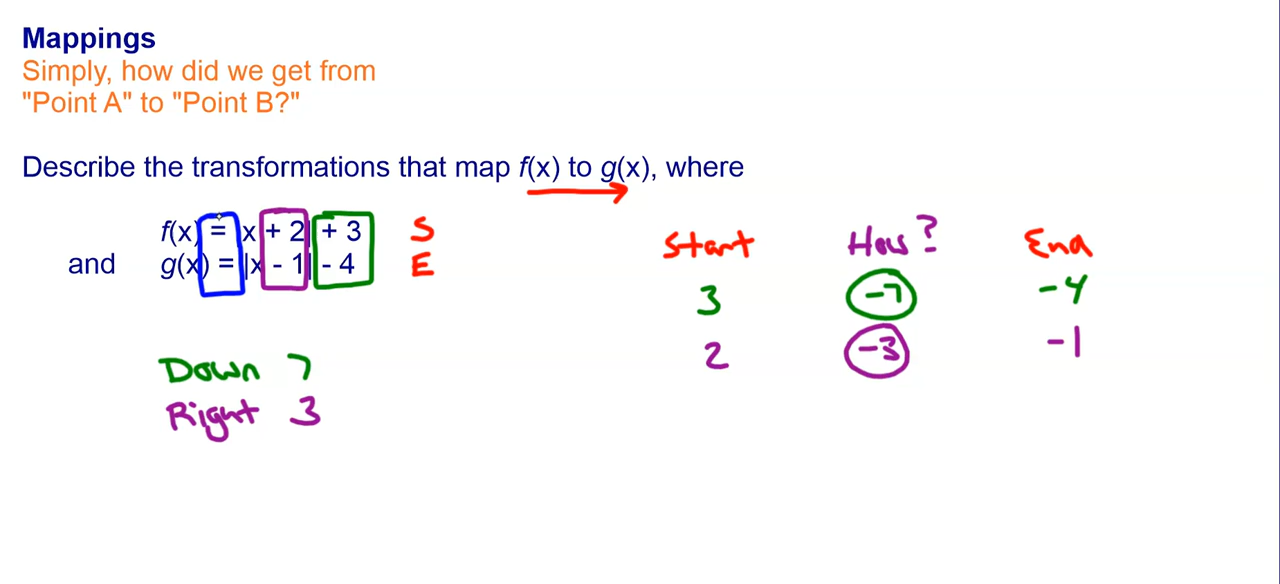 Mappings
Simply, how did we get from
"Point A" to "Point B?"
Describe the transformations that map f(x) to g(x), where
f(x) = |x + 2| + 3 S
and g(x) = |x - 1| - 4 E
Start How? End
3 -7 -4
2 -3 -1
Down 7
Right 3